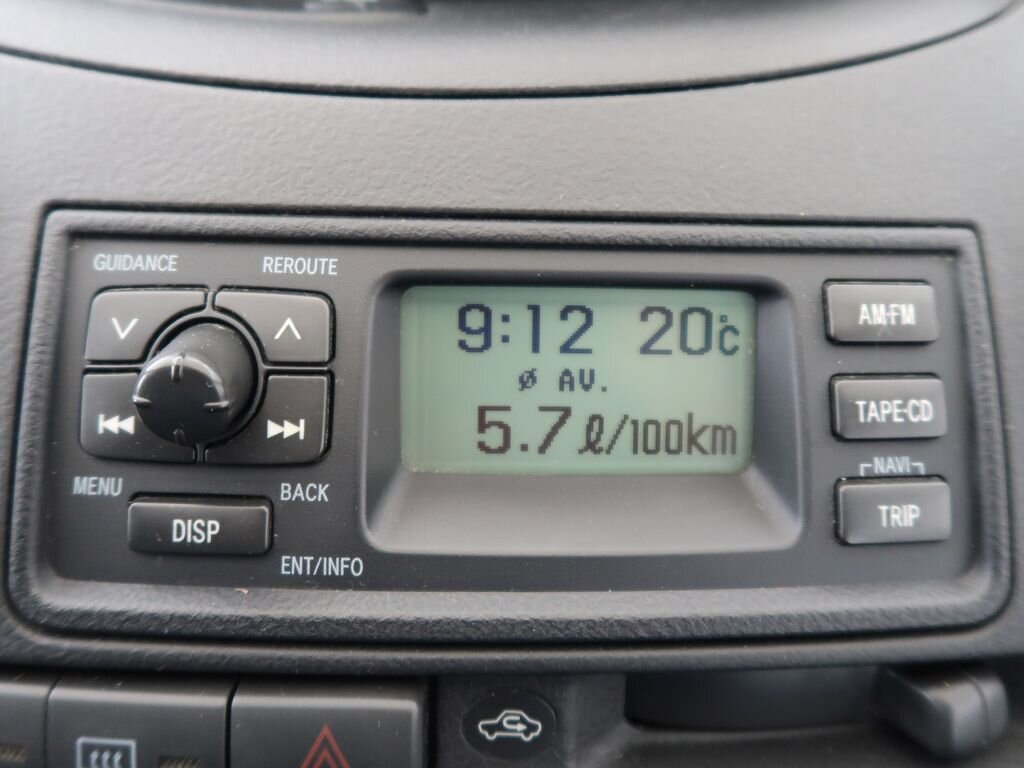 GUIDANCE
REROUTE
MENU
BACK
DISP
ENT/INFO
9:12 20°C
ø AV.
5.7 ℓ/100km
AM·FM
TAPE·CD
NAVI
TRIP